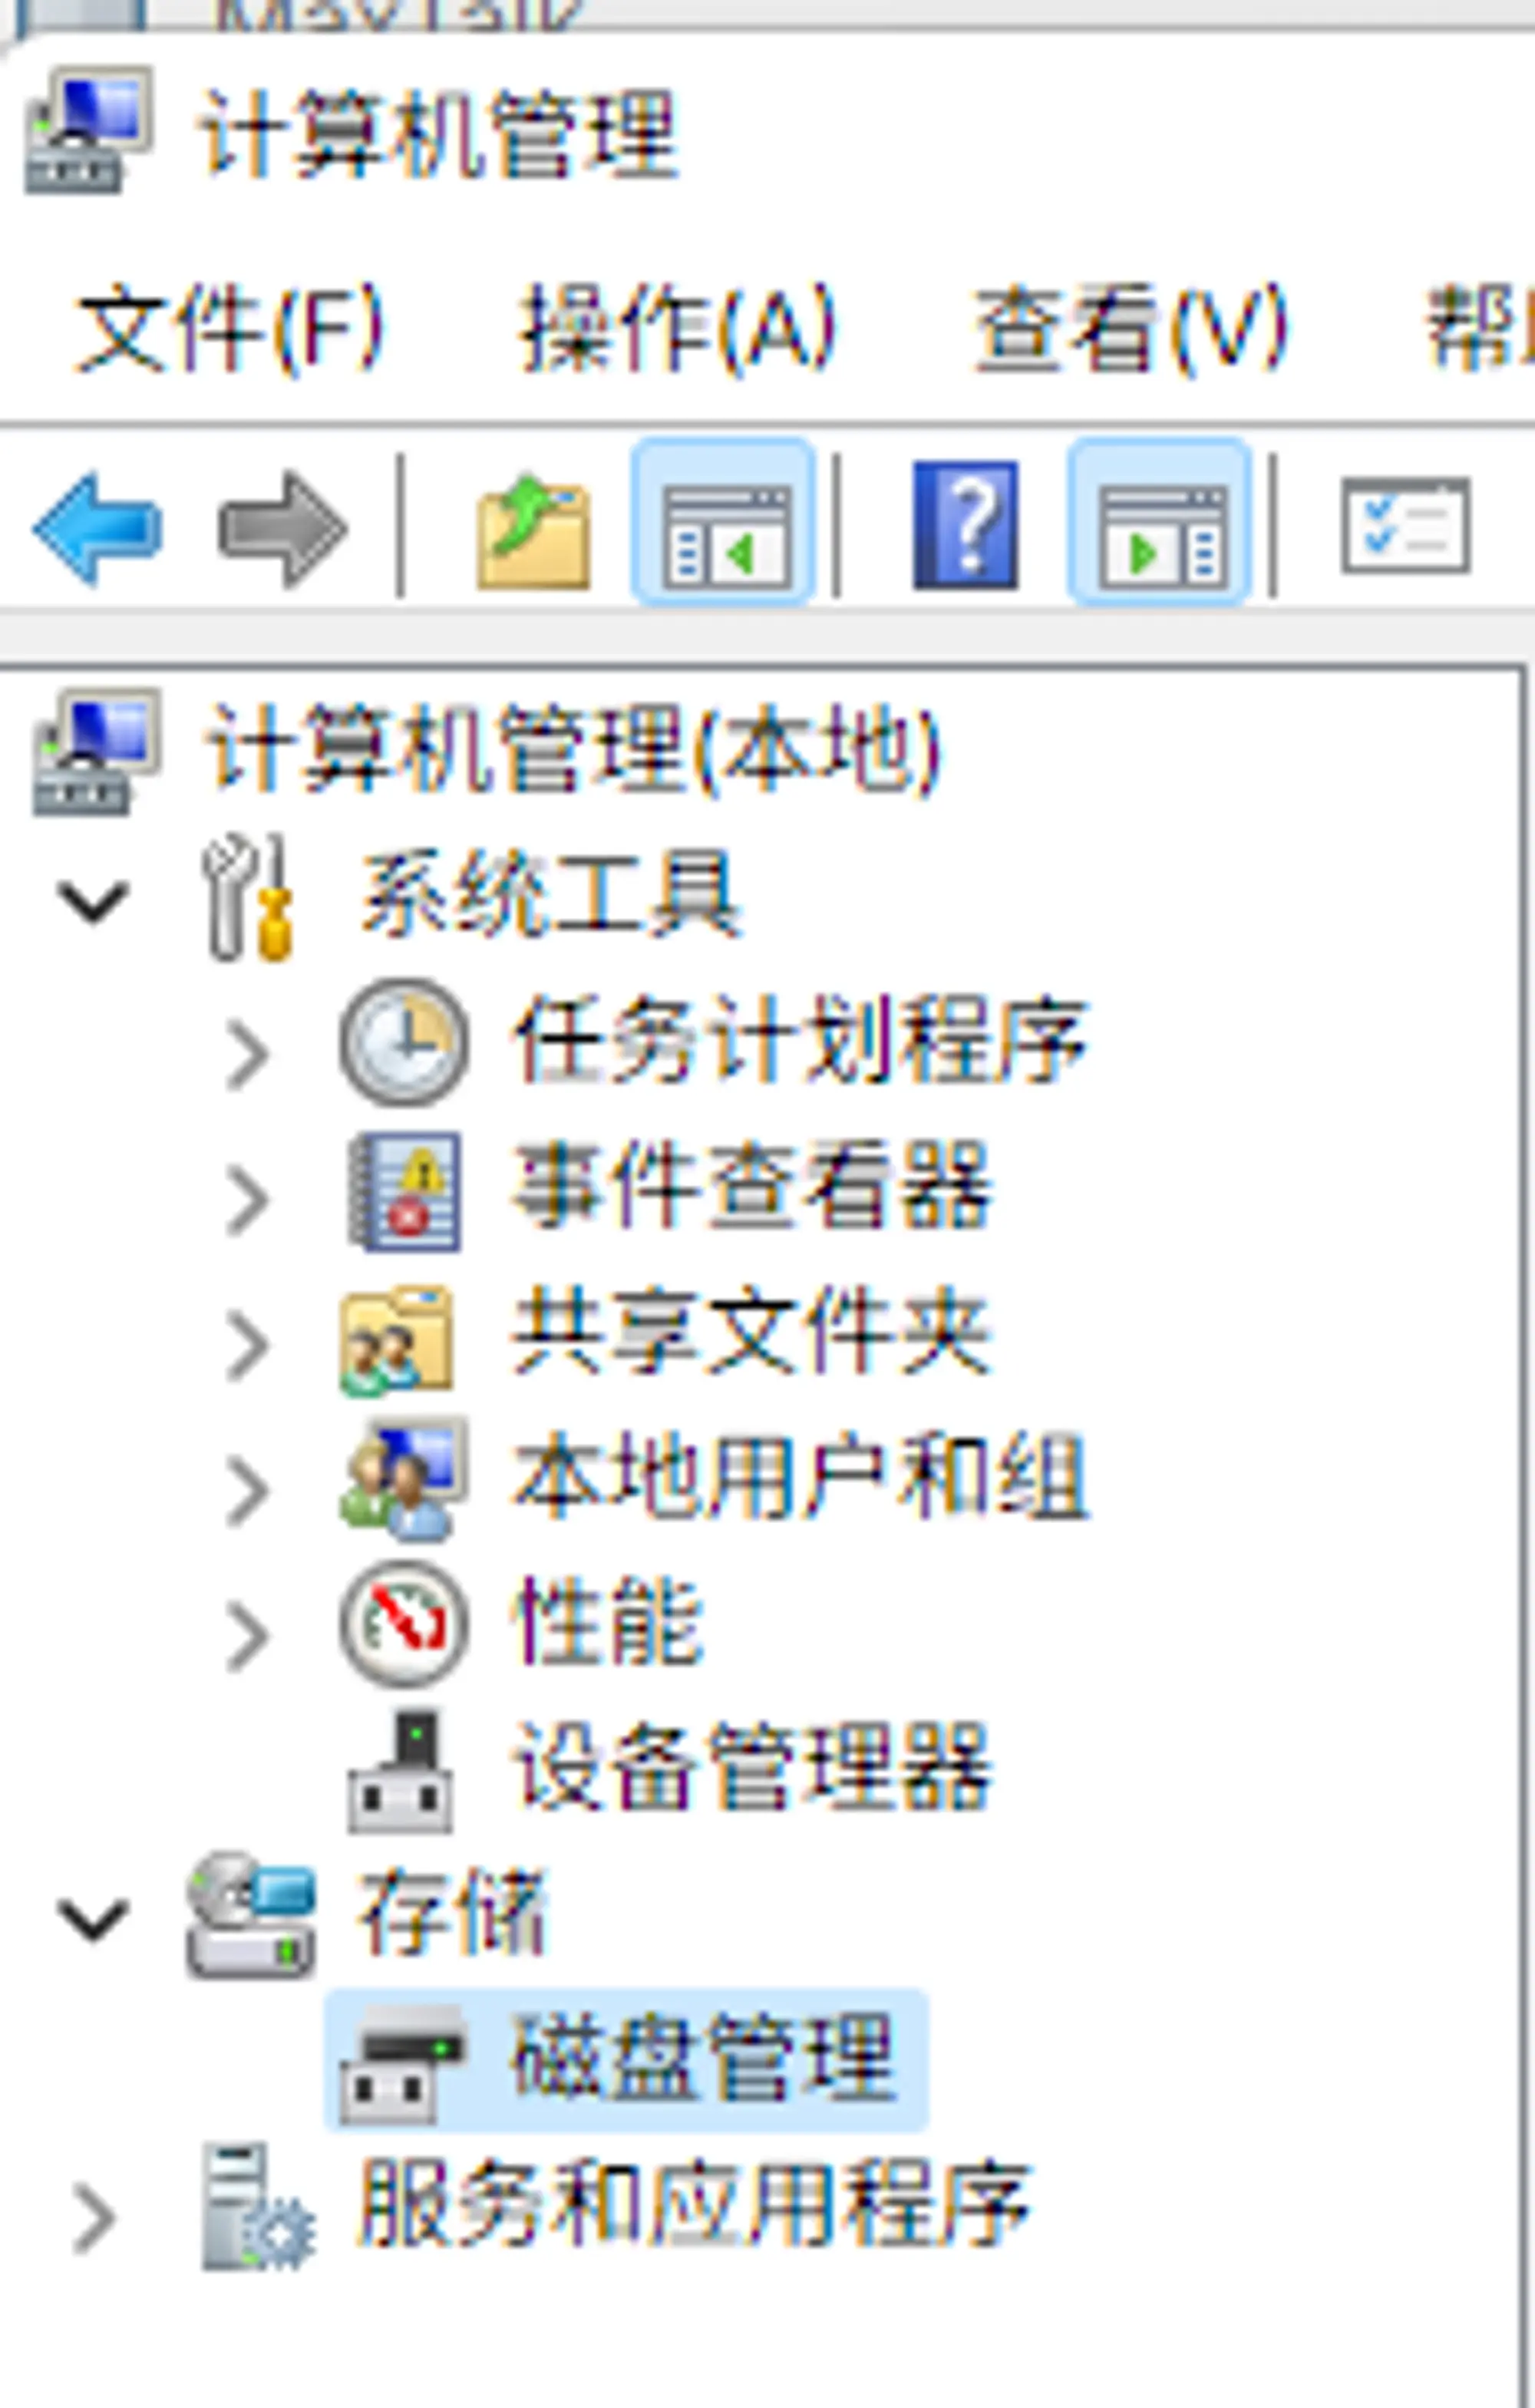 计算机管理
文件(F) 操作(A) 查看(V)
计算机管理(本地)
系统工具
任务计划程序
事件查看器
共享文件夹
本地用户和组
性能
设备管理器
存储
磁盘管理
服务和应用程序